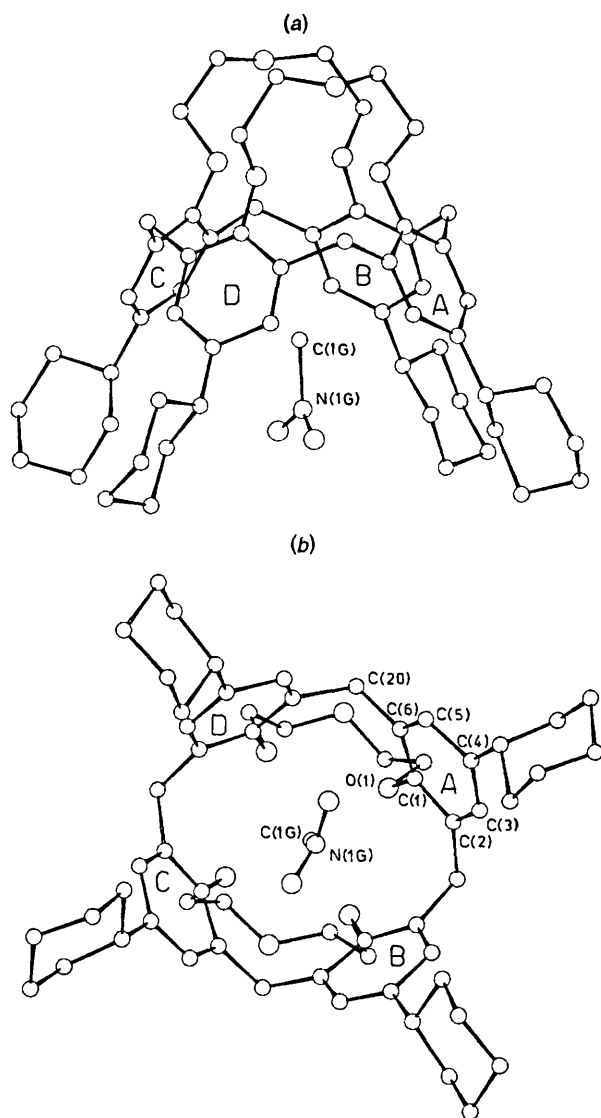 (a)
C
D
B
A
C(1G)
N(1G)
(b)
C(20)
D
C(6)
C(5)
C(4)
O(1)
A
C(1)
C(3)
C(2)
C(1G)
N(1G)
C
B